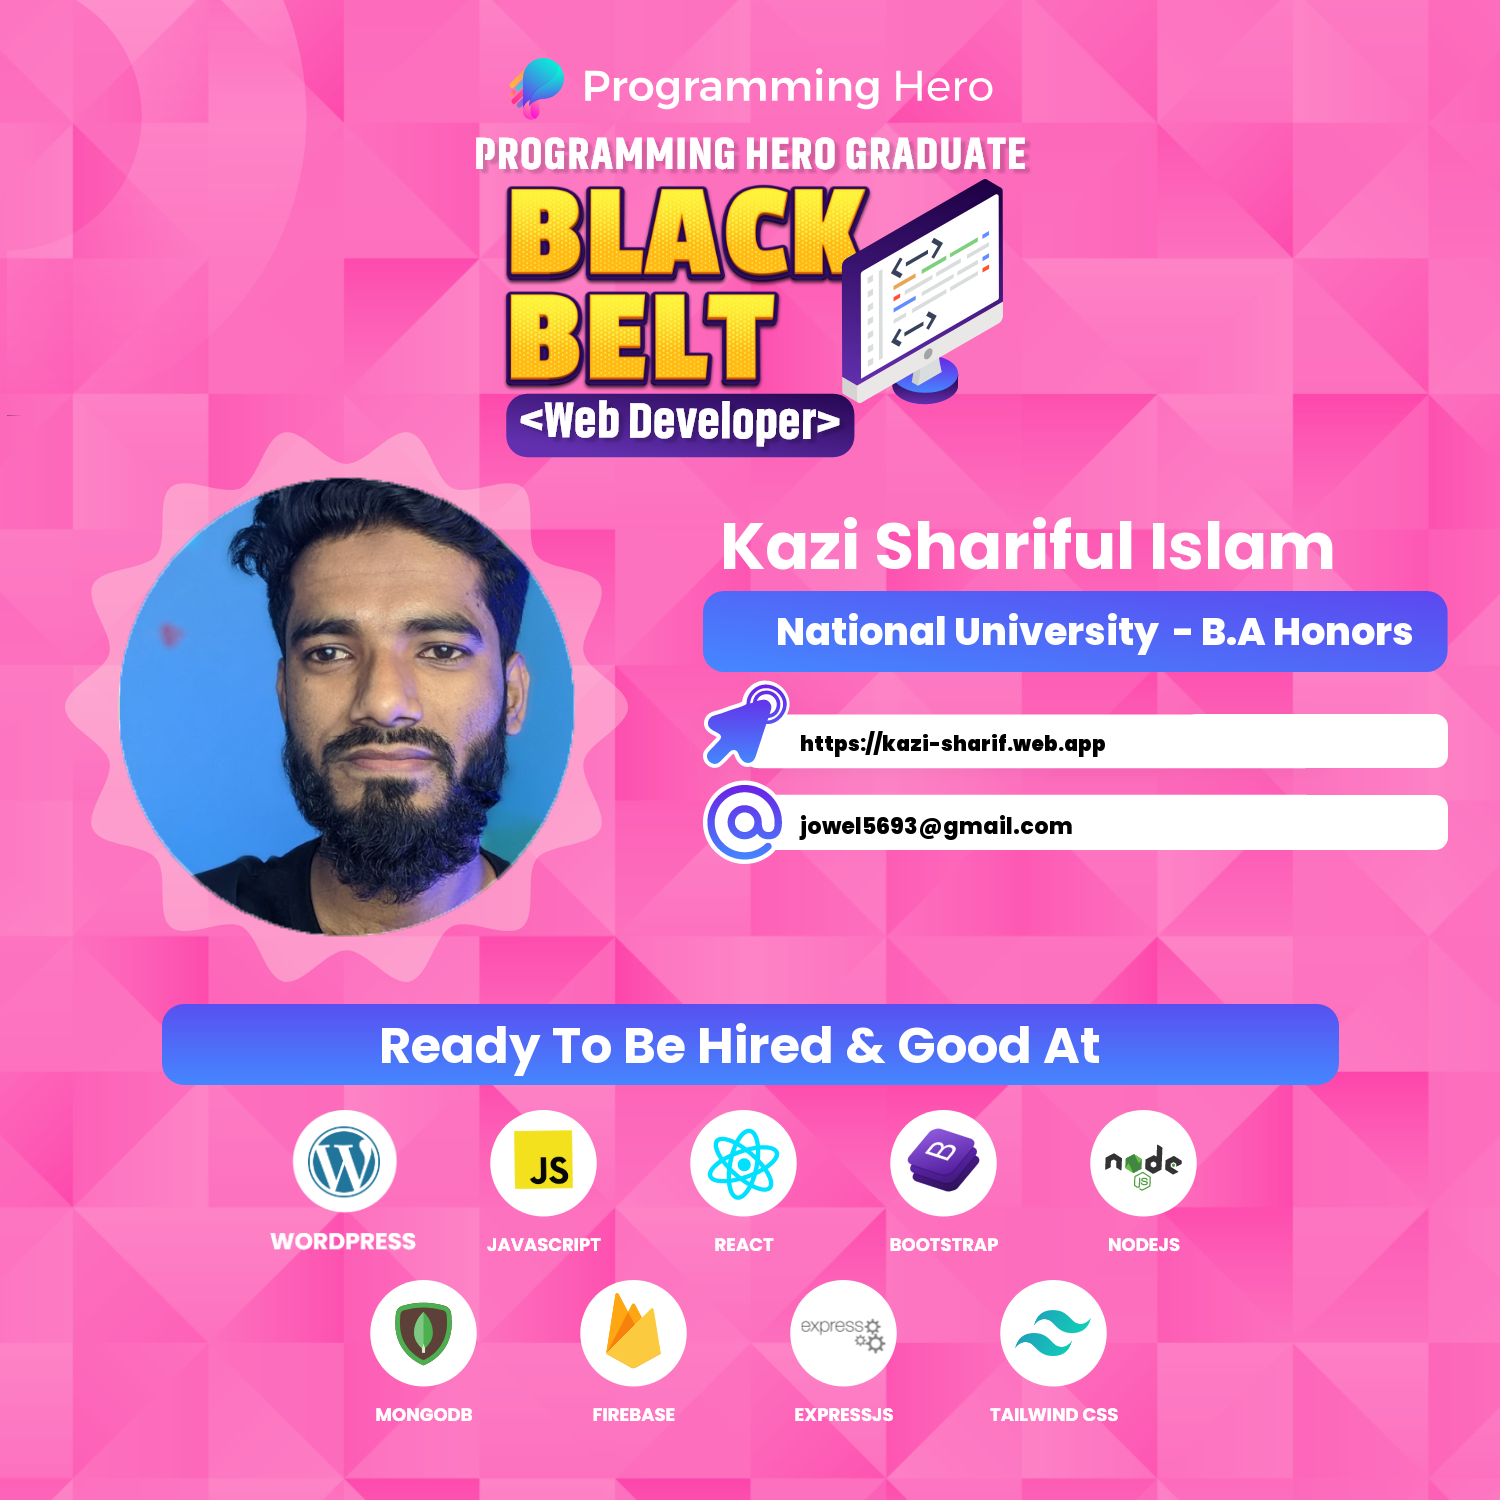 Programming Hero
PROGRAMMING HERO GRADUATE
BLACK
BELT
<Web Developer>
Kazi Shariful Islam
National University - B.A Honors
https://kazi-sharif.web.app
jowel5693@gmail.com
Ready To Be Hired & Good At
W JS B node JS
WORDPRESS JAVASCRIPT REACT BOOTSTRAP NODEJS
express
MONGODB FIREBASE EXPRESSJS TAILWIND CSS